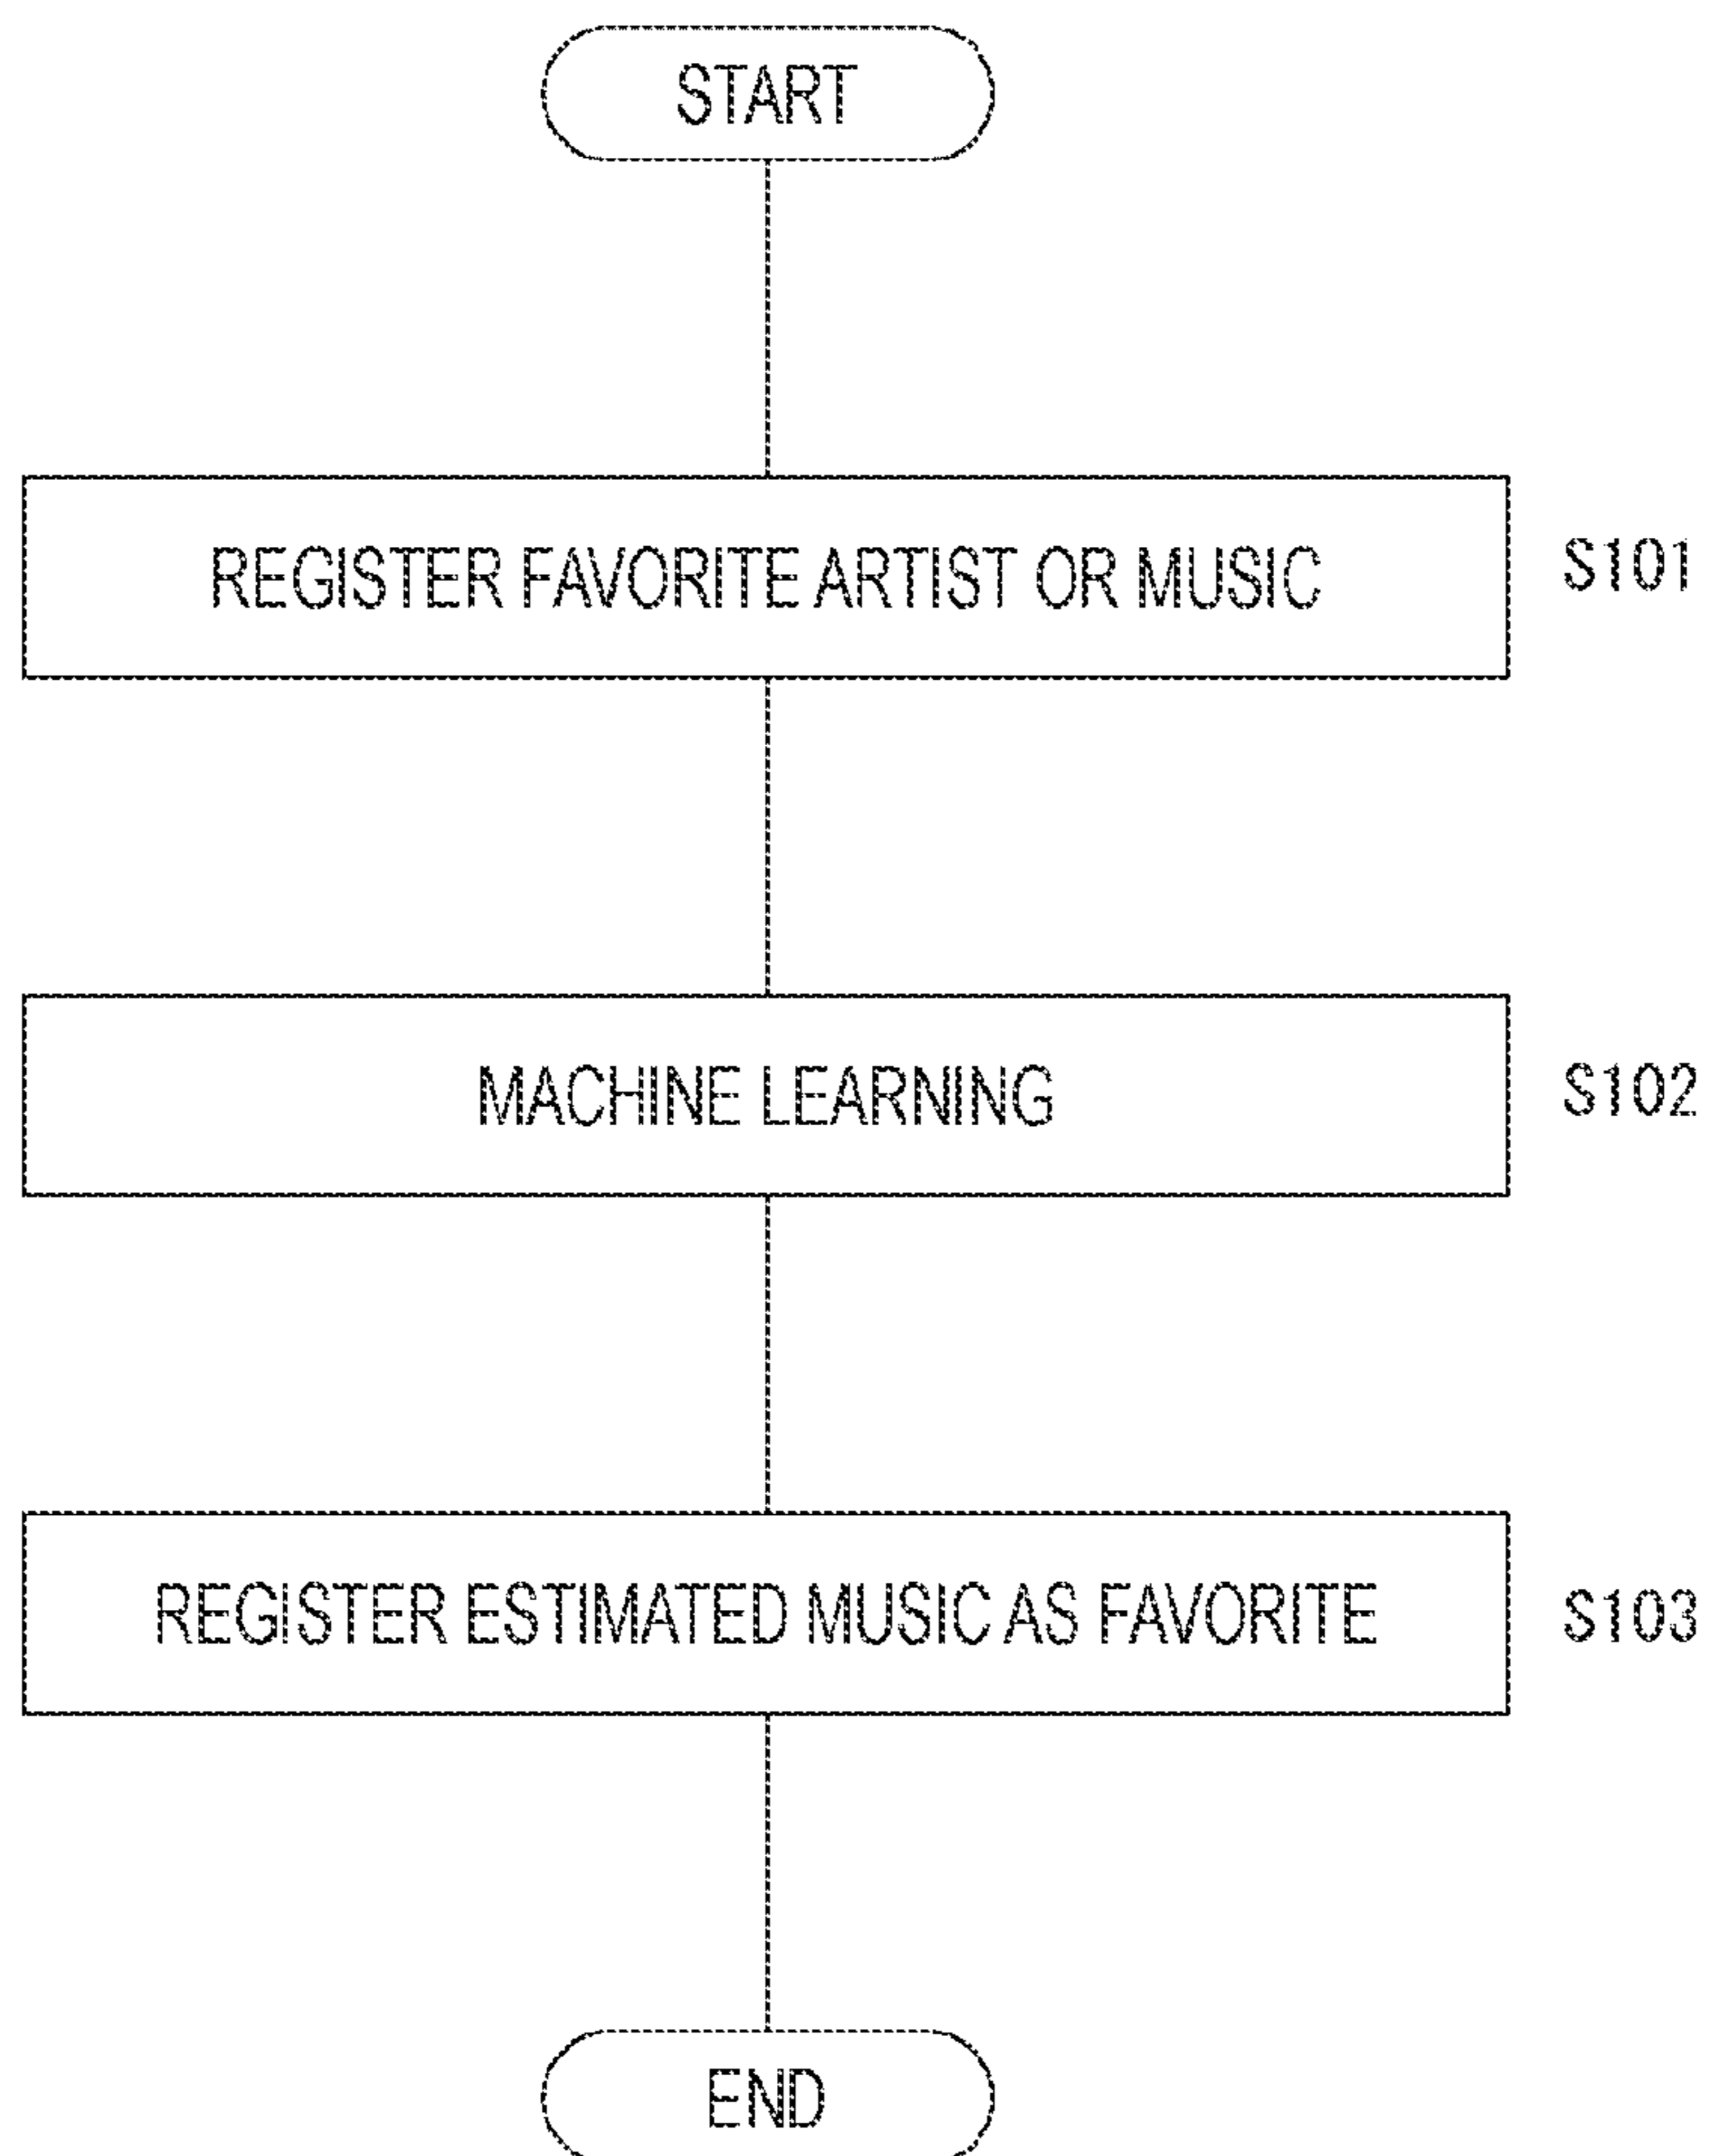 START
REGISTER FAVORITE ARTIST OR MUSIC
S101
MACHINE LEARNING
S102
REGISTER ESTIMATED MUSIC AS FAVORITE
S103
END